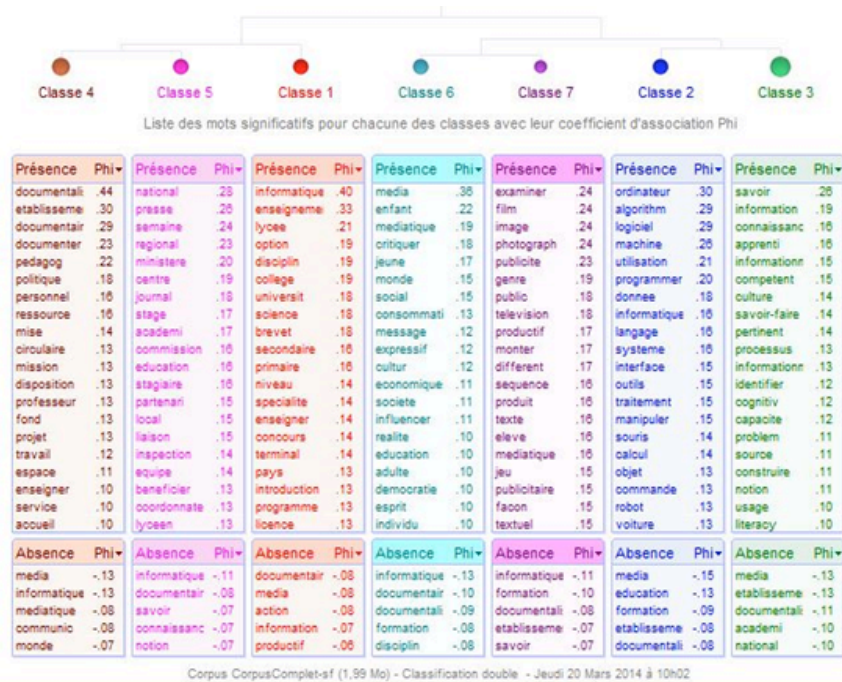 Classe 4 Classe 5 Classe 1 Classe 6 Classe 7 Classe 2 Classe 3
Liste des mots significatifs pour chacune des classes avec leur coefficient d'association Phi
Présence Phi Présence Phi Présence Phi Présence Phi Présence Phi Présence Phi Présence Phi
documentali .44 national .28 informatique .40 media .36 examiner .24 ordinateur .30 savoir .26
etablisseme .30 presse .26 enseigneme .33 enfant .22 film .24 algorithm .29 information .19
documentair .29 semaine .24 lycee .21 mediatique .19 image .24 logiciel .29 connaissanc .16
documenter .23 regional .23 option .19 critiquer .18 photograph .24 machine .26 apprenti .16
pedagog .22 ministere .20 disciplin .19 jeune .17 publicite .23 utilisation .21 informationn .15
politique .18 centre .19 college .19 monde .15 genre .19 programmer .20 competent .15
personnel .16 journal .18 universit .18 social .15 public .18 donnee .18 culture .14
ressource .16 stage .17 science .18 consommati .13 television .18 informatique .16 savoir-faire .14
mise .14 academi .17 brevet .18 message .12 productif .17 langage .16 pertinent .14
circulaire .13 commission .16 secondaire .16 expressif .12 monter .17 systeme .16 processus .13
mission .13 education .16 primaire .16 cultur .12 different .17 interface .15 informationn .13
disposition .13 stagiaire .16 niveau .14 economique .11 sequence .16 outils .15 identifier .12
professeur .13 partenari .15 specialite .14 societe .11 produit .16 traitement .15 cognitiv .12
fond .13 local .15 enseigner .14 influencer .11 texte .16 manipuler .15 capacite .12
projet .13 liaison .15 concours .14 realite .10 eleve .16 souris .14 problem .11
travail .12 inspection .14 terminal .14 education .10 mediatique .16 calcul .14 source .11
espace .11 equipe .14 pays .13 adulte .10 jeu .15 objet .13 construire .11
enseigner .10 beneficier .13 introduction .13 democratie .10 publicitaire .15 commande .13 notion .11
service .10 coordonnate .13 programme .13 esprit .10 facon .15 robot .13 usage .10
accueil .10 lyceen .13 licence .13 individu .10 textuel .15 voiture .13 literacy .10
Absence Phi Absence Phi Absence Phi Absence Phi Absence Phi Absence Phi Absence Phi
media -.13 informatique -.11 documentair -.08 informatique -.13 informatique -.11 media -.15 media -.13
informatique -.13 documentair -.08 media -.08 documentair -.10 formation -.10 education -.13 etablisseme -.13
mediatique -.08 savoir -.07 action -.08 documentali -.09 documentali -.08 formation -.09 documentali -.11
communic -.08 connaissanc -.07 information -.07 formation -.08 etablisseme -.07 etablisseme -.08 academi -.10
monde -.07 notion -.07 productif -.06 disciplin -.08 savoir -.07 documentali -.08 national -.10
Corpus CorpusComplet-sf (1,99 Mo) - Classification double - Jeudi 20 Mars 2014 à 10h02